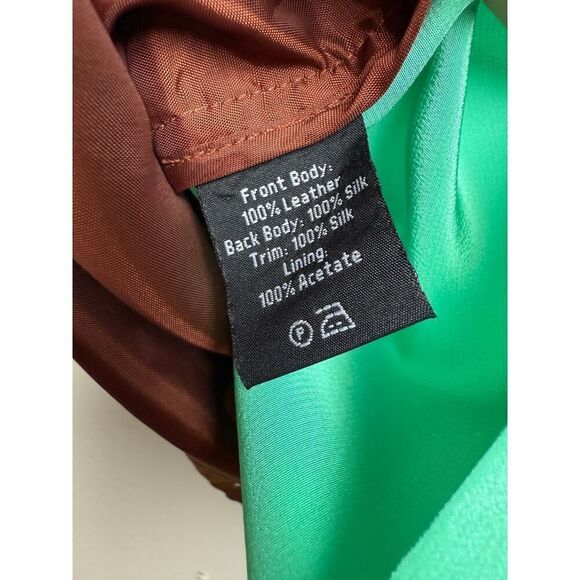 Front Body:
100% Leather
Back Body: 100% Silk
Trim: 100% Silk
Lining:
100% Acetate
P